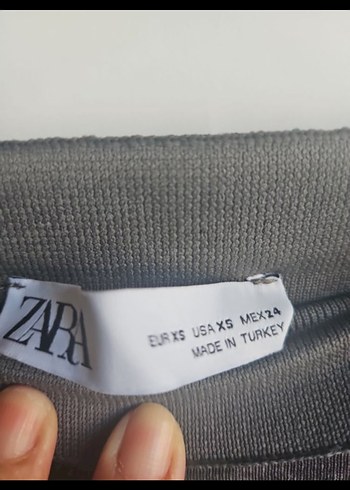 ZARA
EUR XS USA XS MEX 24
MADE IN TURKEY